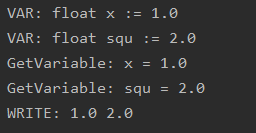 VAR: float x := 1.0
VAR: float squ := 2.0
GetVariable: x = 1.0
GetVariable: squ = 2.0
WRITE: 1.0 2.0